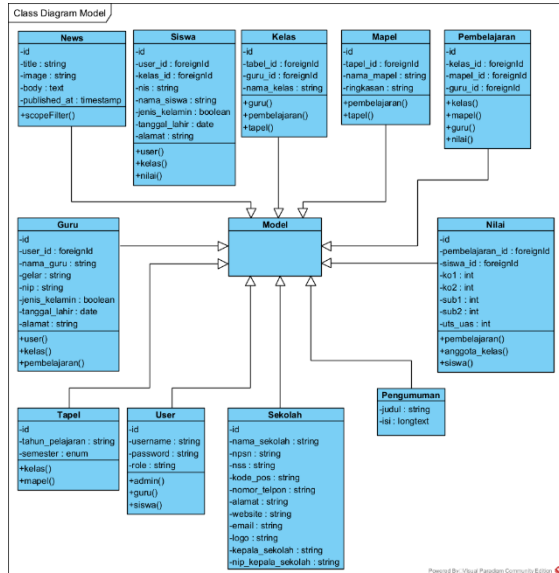 Class Diagram Model
News
-id
-title : string
-image : string
-body : text
-published_at : timestamp
+scopeFilter()
Siswa
-id
-user_id : foreignId
-kelas_id : foreignId
-nis : string
-nama_siswa : string
-jenis_kelamin : boolean
-tanggal_lahir : date
-alamat : string
+user()
+kelas()
+nilai()
Kelas
-id
-tabel_id : foreignId
-guru_id : foreignId
-nama_kelas : string
+guru()
+pembelajaran()
+tapel()
Mapel
-id
-tapel_id : foreignId
-nama_mapel : string
-ringkasan : string
+pembelajaran()
+tapel()
Pembelajaran
-id
-kelas_id : foreignId
-mapel_id : foreignId
-guru_id : foreignId
+kelas()
+mapel()
+guru()
+nilai()
Guru
-id
-user_id : foreignId
-nama_guru : string
-gelar : string
-nip : string
-jenis_kelamin : boolean
-tanggal_lahir : date
-alamat : string
+user()
+kelas()
+pembelajaran()
Model
Nilai
-id
-pembelajaran_id : foreignId
-siswa_id : foreignId
-ko1 : int
-ko2 : int
-sub1 : int
-sub2 : int
-uts_uas : int
+pembelajaran()
+anggota_kelas()
+siswa()
Tapel
-id
-tahun_pelajaran : string
-semester : enum
+kelas()
+mapel()
User
-id
-username : string
-password : string
-role : string
+admin()
+guru()
+siswa()
Sekolah
-id
-nama_sekolah : string
-npsn : string
-nss : string
-kode_pos : string
-nomor_telpon : string
-alamat : string
-website : string
-email : string
-logo : string
-kepala_sekolah : string
-nip_kepala_sekolah : string
Pengumuman
-judul : string
-isi : longtext
Powered By: Visual Paradigm Community Edition